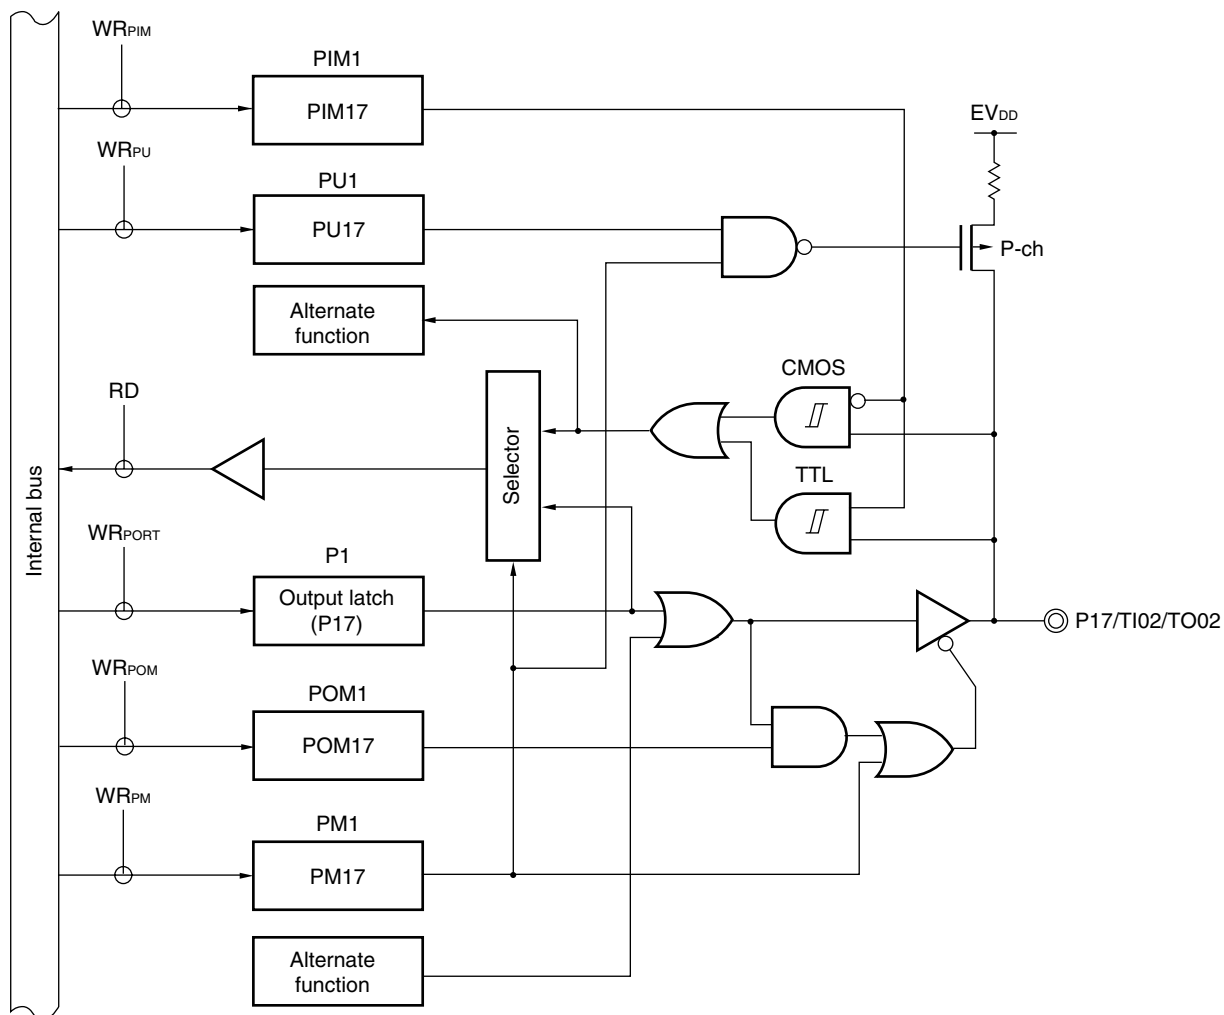 WRPIM
PIM1
PIM17
EVDD
WRPU
PU1
PU17
P-ch
Alternate
function
CMOS
RD
Selector
TTL
Internal bus
WRPORT
P1
Output latch
(P17)
P17/TI02/TO02
WRPOM
POM1
POM17
WRPM
PM1
PM17
Alternate
function